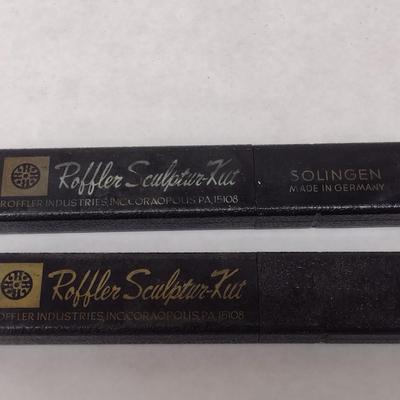 Roffler Sculptur-Kut
ROFFLER INDUSTRIES, INC. CORAOPOLIS, PA. 15108
SOLINGEN
MADE IN GERMANY
Roffler Sculptur-Kut
OFFLER INDUSTRIES, INC. CORAOPOLIS, PA. 15108